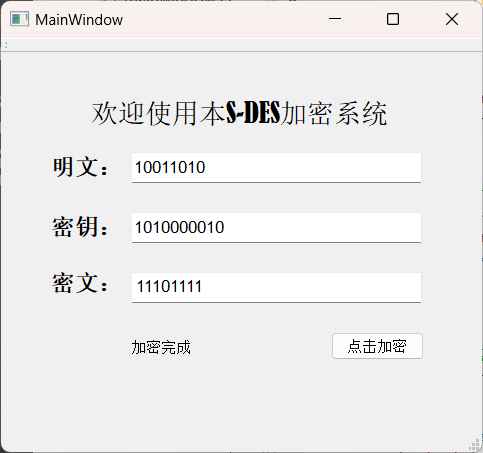 MainWindow
欢迎使用本S-DES加密系统
明文： 10011010
密钥： 1010000010
密文： 11101111
加密完成 点击加密